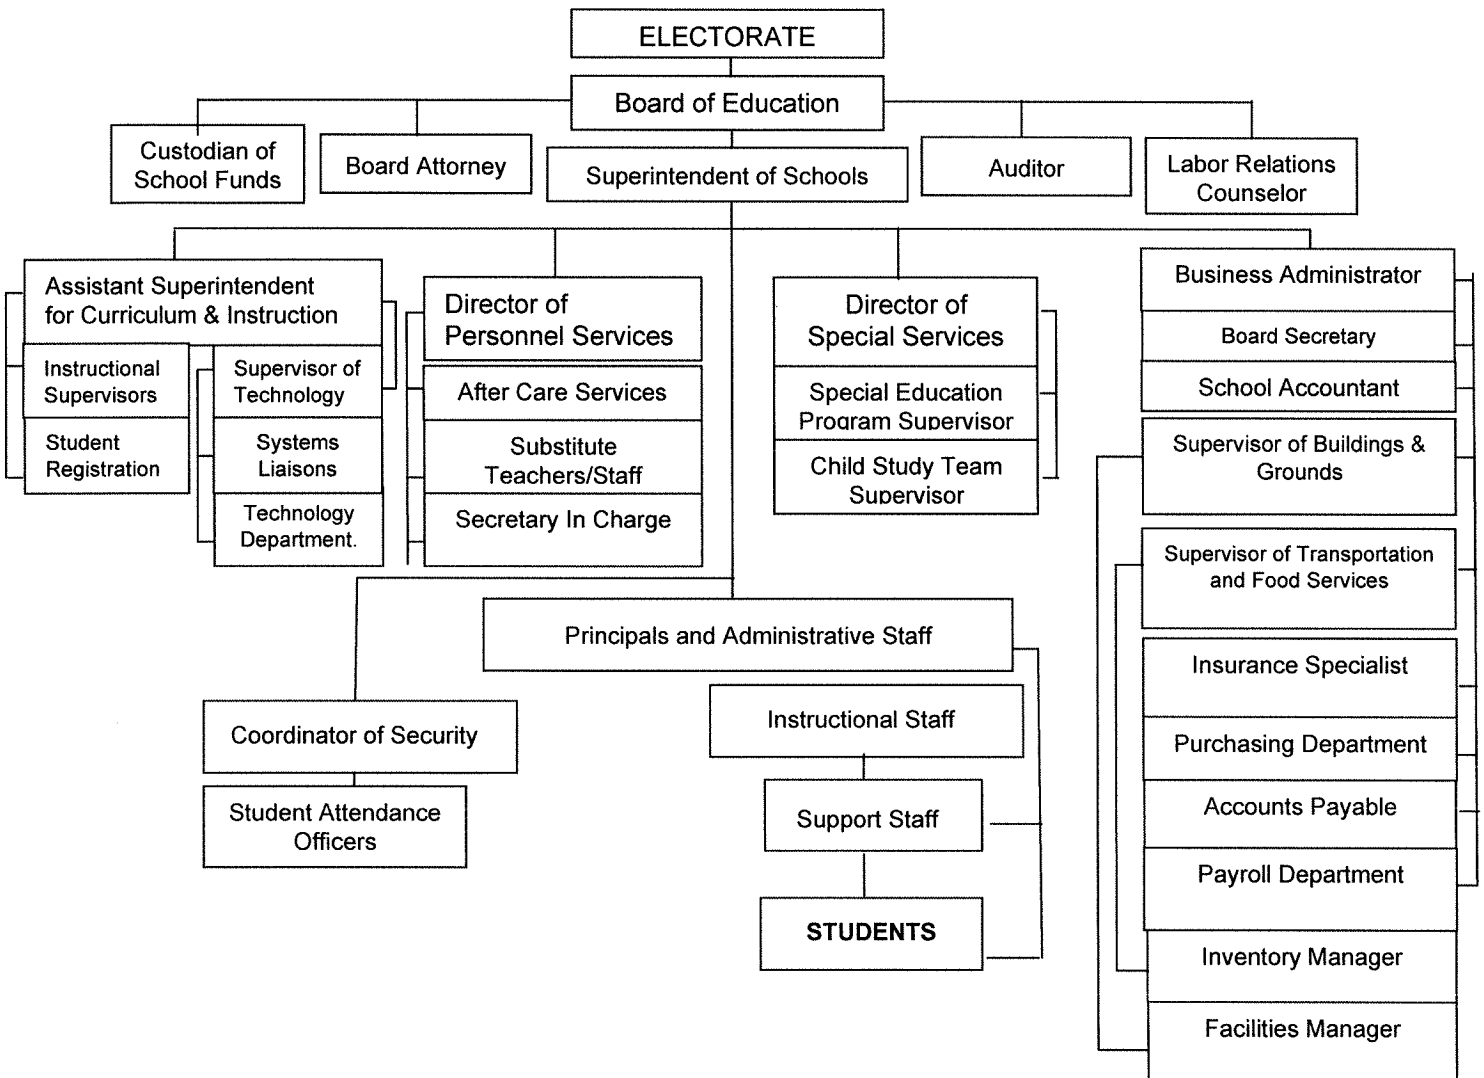 ELECTORATE
Board of Education
Custodian of
School Funds
Board Attorney
Superintendent of Schools
Auditor
Labor Relations
Counselor
Assistant Superintendent
for Curriculum & Instruction
Instructional
Supervisors
Student
Registration
Supervisor of
Technology
Systems
Liaisons
Technology
Department.
Director of
Personnel Services
After Care Services
Substitute
Teachers/Staff
Secretary In Charge
Director of
Special Services
Special Education
Program Supervisor
Child Study Team
Supervisor
Business Administrator
Board Secretary
School Accountant
Supervisor of Buildings &
Grounds
Supervisor of Transportation
and Food Services
Insurance Specialist
Purchasing Department
Accounts Payable
Payroll Department
Inventory Manager
Facilities Manager
Principals and Administrative Staff
Coordinator of Security
Student Attendance
Officers
Instructional Staff
Support Staff
STUDENTS